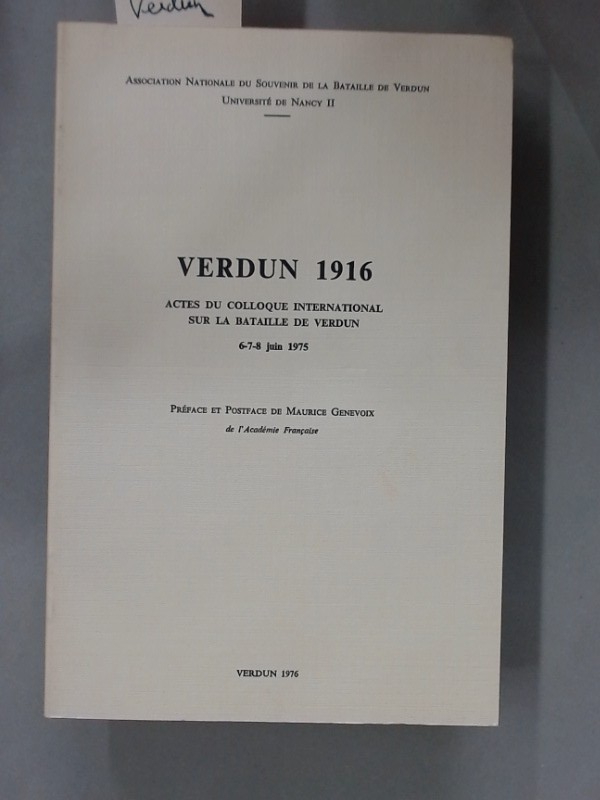 Verdun
Association Nationale du Souvenir de la Bataille de Verdun
Université de Nancy II
VERDUN 1916
ACTES DU COLLOQUE INTERNATIONAL
SUR LA BATAILLE DE VERDUN
6-7-8 juin 1975
Préface et Postface de Maurice Genevoix
de l'Académie Française
VERDUN 1976